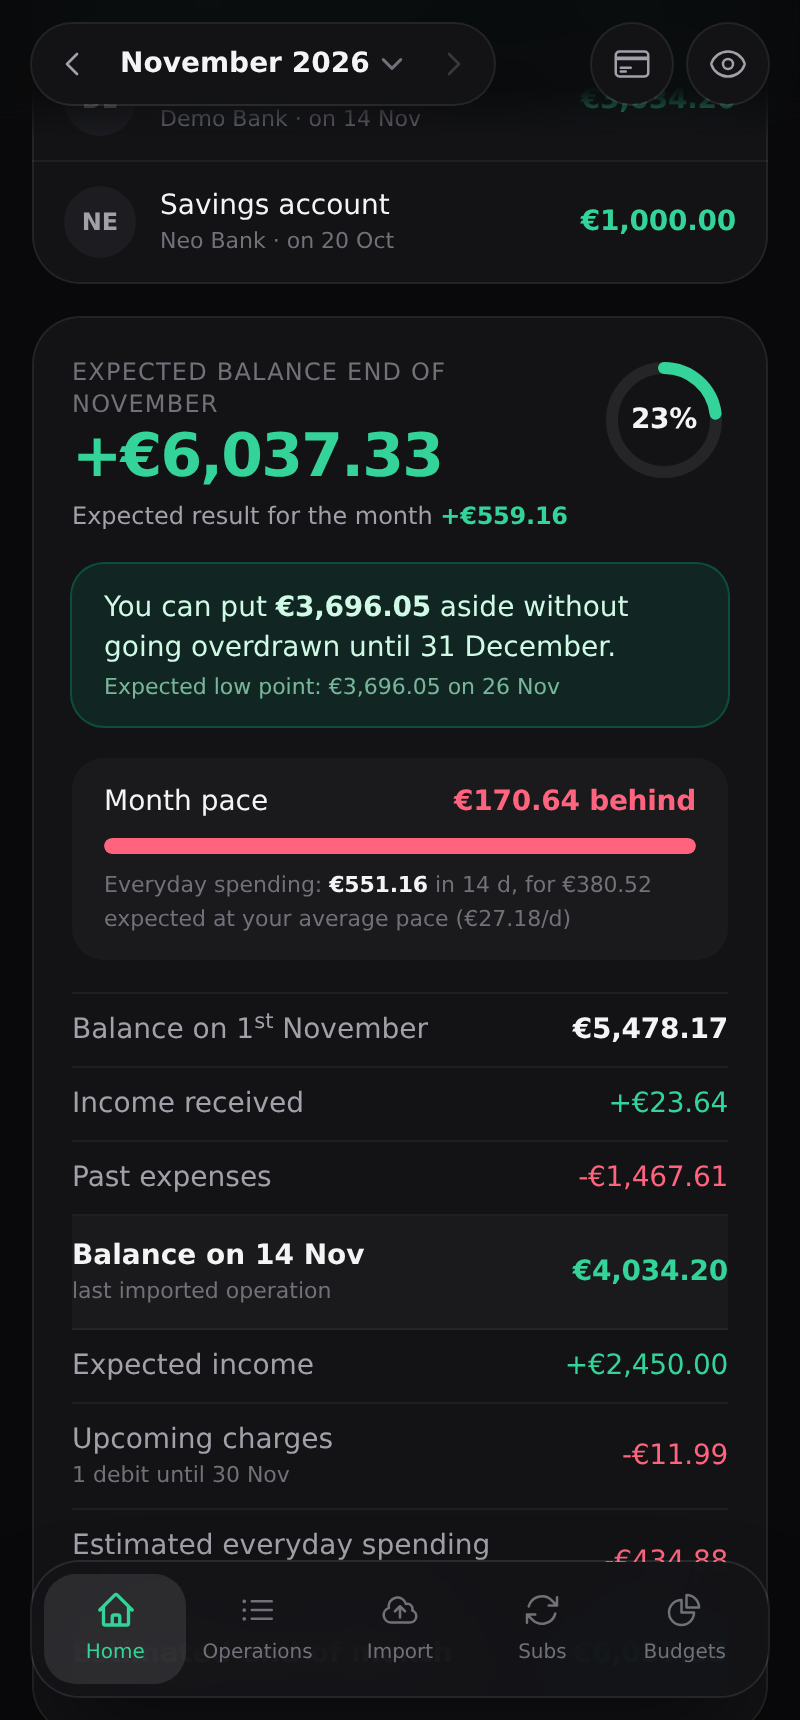 November 2026
Demo Bank · on 14 Nov
€3,034.20
NE
Savings account
€1,000.00
Neo Bank · on 20 Oct
EXPECTED BALANCE END OF
NOVEMBER
+€6,037.33
23%
Expected result for the month +€559.16
You can put €3,696.05 aside without
going overdrawn until 31 December.
Expected low point: €3,696.05 on 26 Nov
Month pace
€170.64 behind
Everyday spending: €551.16 in 14 d, for €380.52
expected at your average pace (€27.18/d)
Balance on 1st November
€5,478.17
Income received
+€23.64
Past expenses
-€1,467.61
Balance on 14 Nov
€4,034.20
last imported operation
Expected income
+€2,450.00
Upcoming charges
-€11.99
1 debit until 30 Nov
Estimated everyday spending
-€434.88
Home
Operations
Import
Subs
Budgets